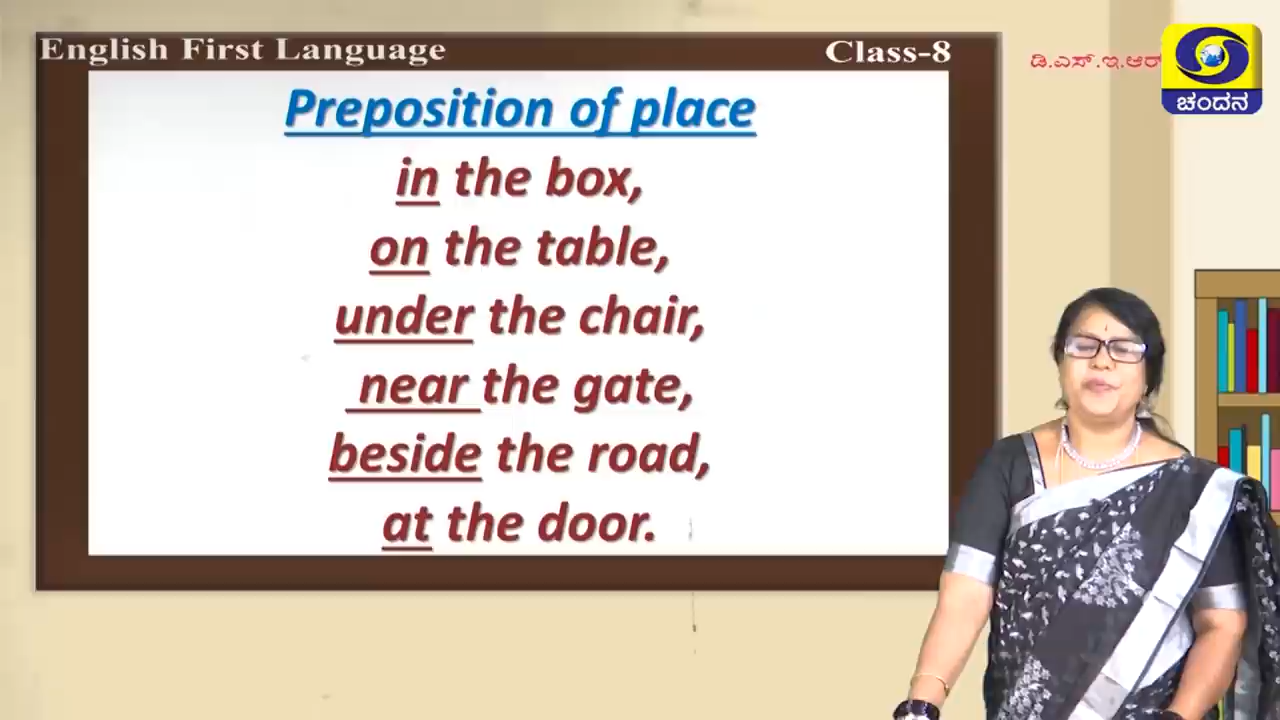 English First Language
Class-8
ಡಿ.ಎಸ್.ಇ.ಆರ್
ಚಂದನ
Preposition of place
in the box,
on the table,
under the chair,
near the gate,
beside the road,
at the door.